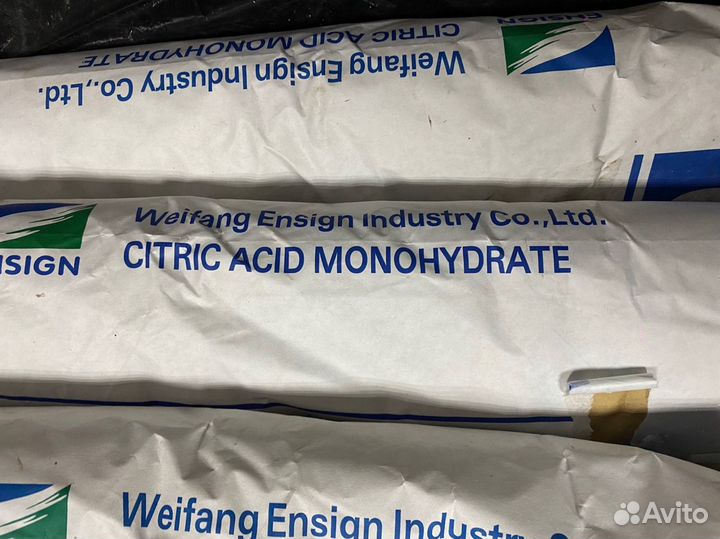 ENSIGN
CITRIC ACID MONOHYDRATE
Weifang Ensign Industry Co.,Ltd.
Weifang Ensign Industry Co.,Ltd.
NSIGN
CITRIC ACID MONOHYDRATE
Weifang Ensign
Avito